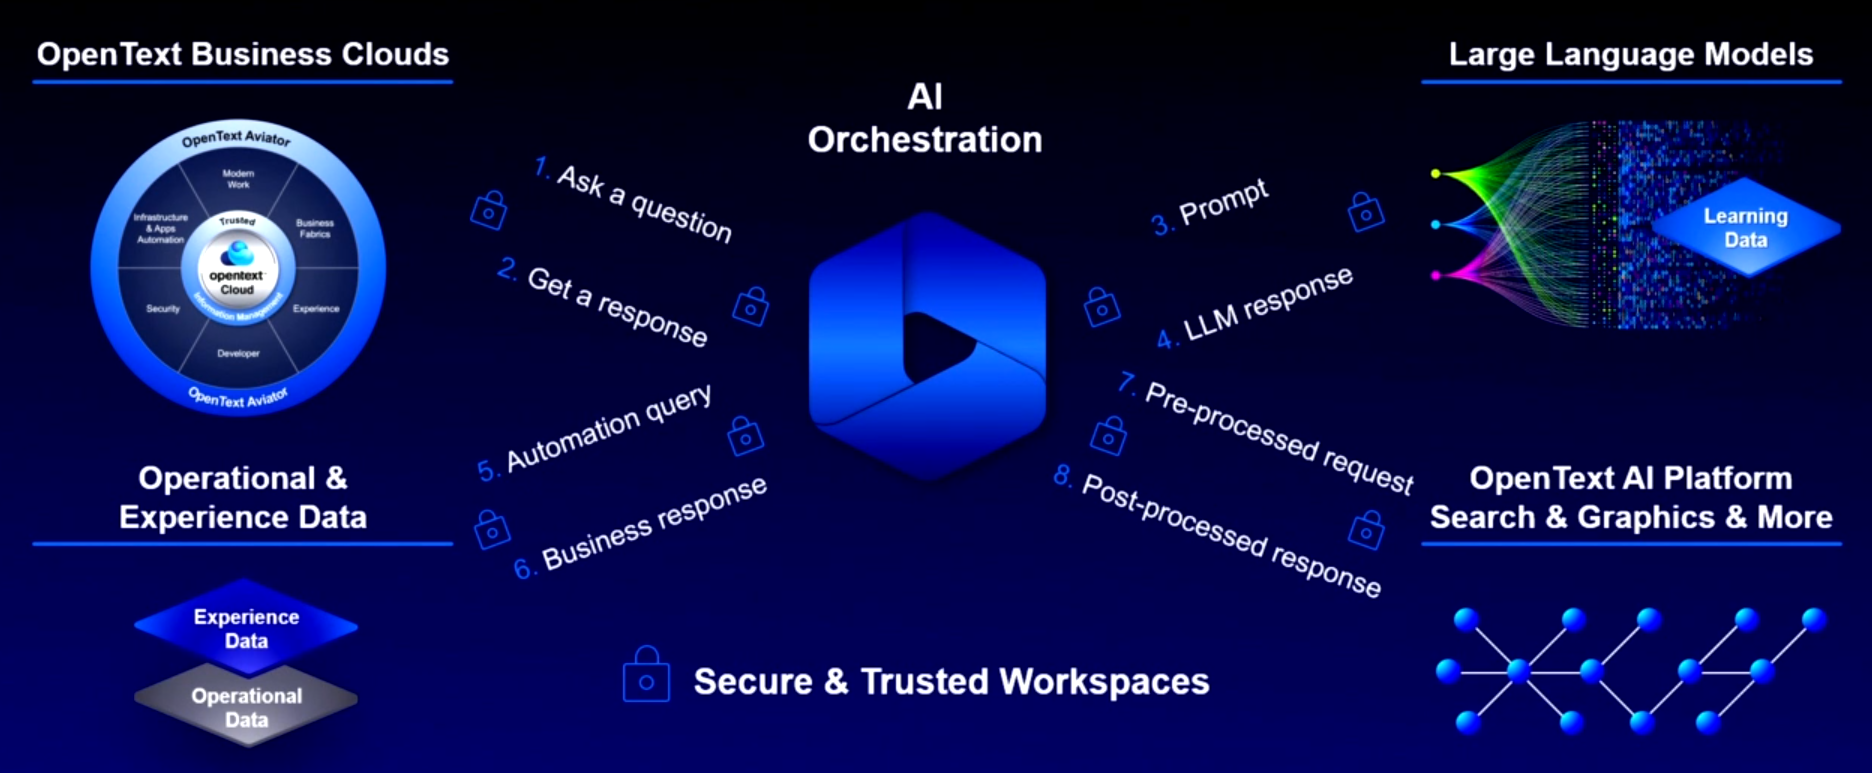 OpenText Business Clouds
OpenText Aviator
Modern
Work
Infrastructure
& Apps
Automation
Business
Fabrics
Trusted
opentext™
Cloud
Information Management
Security
Experience
Developer
OpenText Aviator
Operational &
Experience Data
Experience
Data
Operational
Data
1. Ask a question
2. Get a response
5. Automation query
6. Business response
AI
Orchestration
Secure & Trusted Workspaces
3. Prompt
4. LLM response
7. Pre-processed request
8. Post-processed response
Large Language Models
Learning
Data
OpenText AI Platform
Search & Graphics & More